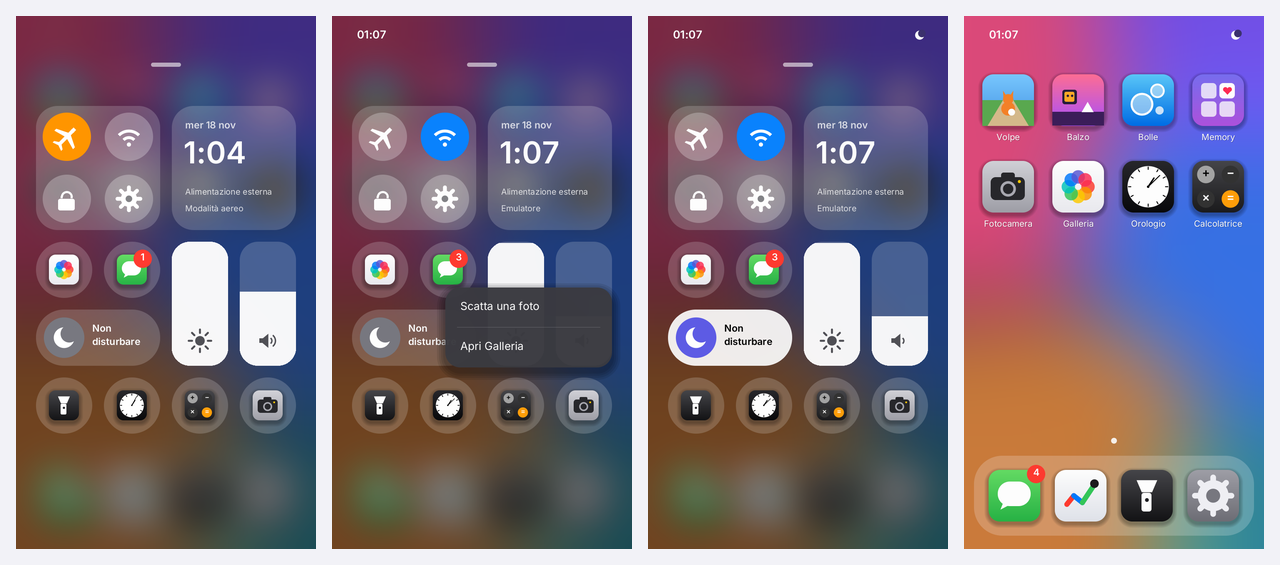 mer 18 nov
1:04
Alimentazione esterna
Modalità aereo
1
Non
disturbare
01:07
mer 18 nov
1:07
Alimentazione esterna
Emulatore
3
Scatta una foto
Non
disturba
Apri Galleria
01:07
mer 18 nov
1:07
Alimentazione esterna
Emulatore
3
Non
disturbare
01:07
Volpe
Balzo
Bolle
Memory
Fotocamera
Galleria
Orologio
Calcolatrice
4